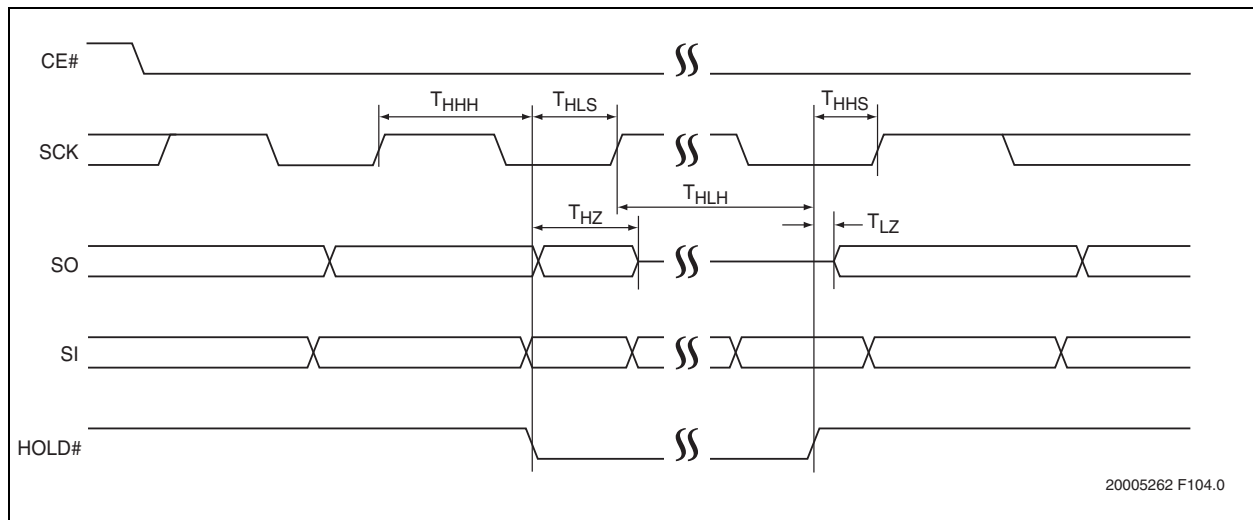 CE#
THHH
THLS
THHS
SCK
THLH
THZ
TLZ
SO
SI
HOLD#
20005262 F104.0